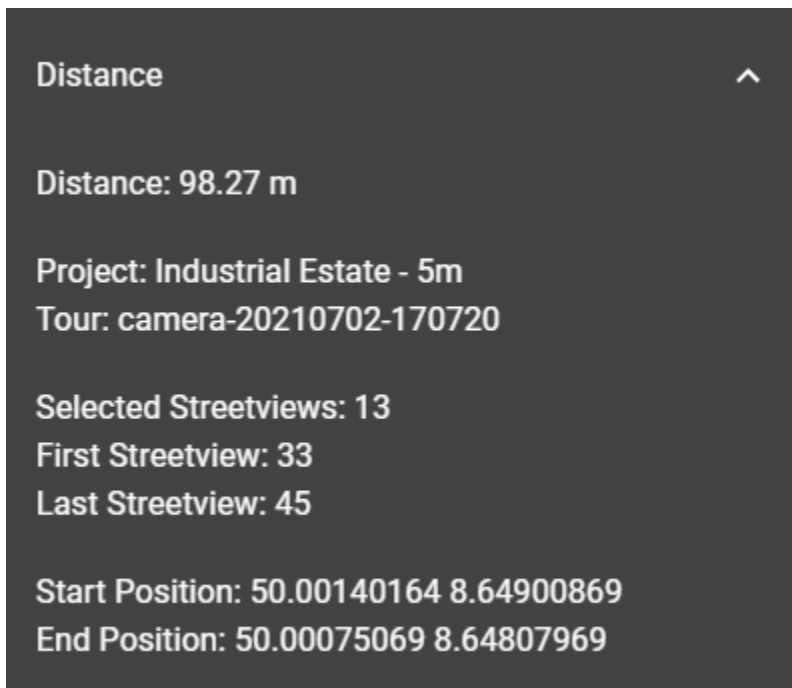 Distance
Distance: 98.27 m
Project: Industrial Estate - 5m
Tour: camera-20210702-170720
Selected Streetviews: 13
First Streetview: 33
Last Streetview: 45
Start Position: 50.00140164 8.64900869
End Position: 50.00075069 8.64807969